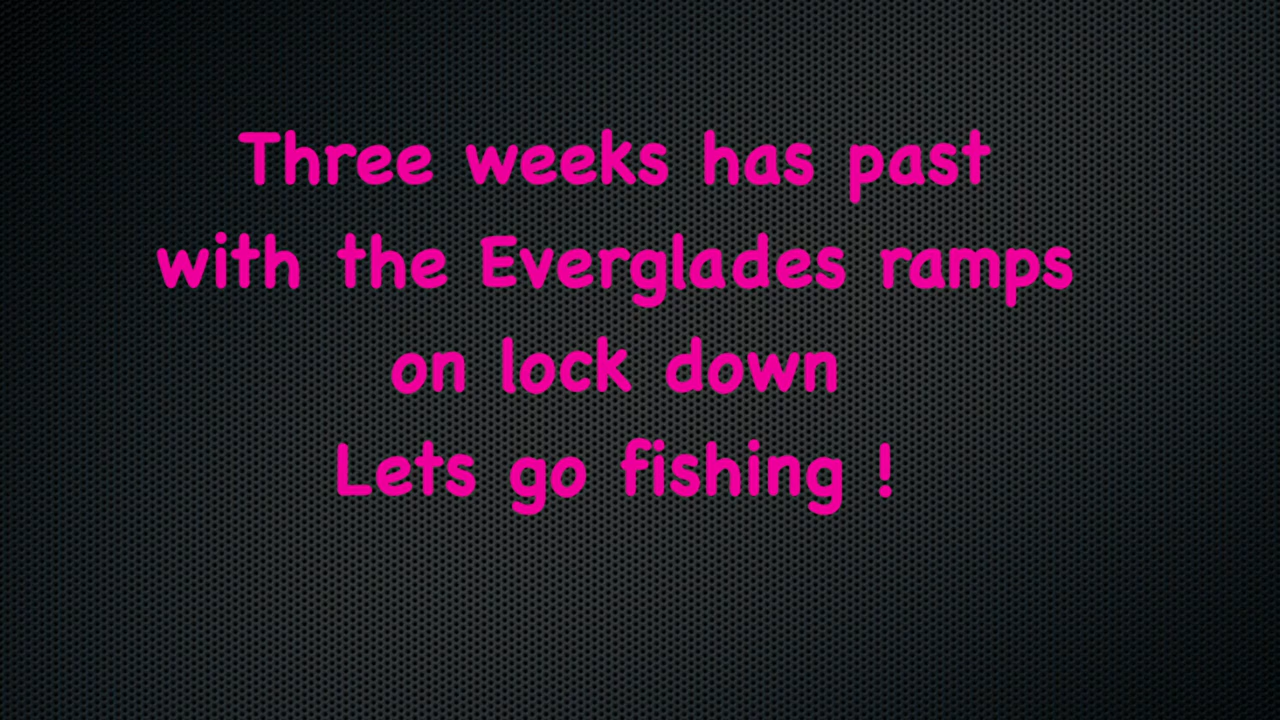 Three weeks has past
with the Everglades ramps
on lock down
Lets go fishing !